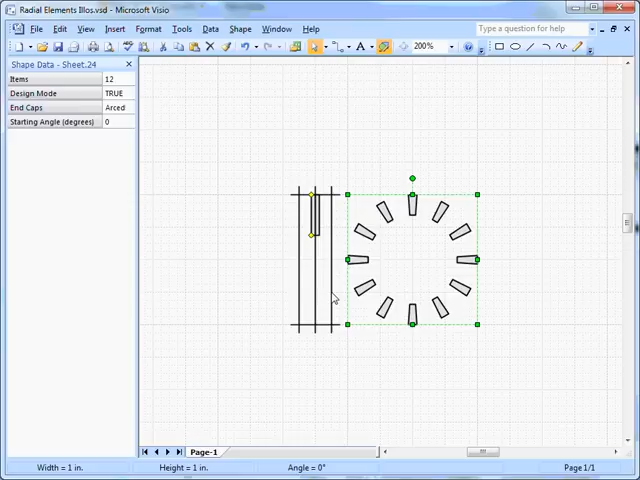 Radial Elements Illos.vsd - Microsoft Visio
File Edit View Insert Format Tools Data Shape Window Help Type a question for help
200%
Shape Data - Sheet.24
Items 12
Design Mode TRUE
End Caps Arced
Starting Angle (degrees) 0
Page-1
Width = 1 in. Height = 1 in. Angle = 0° Page 1/1